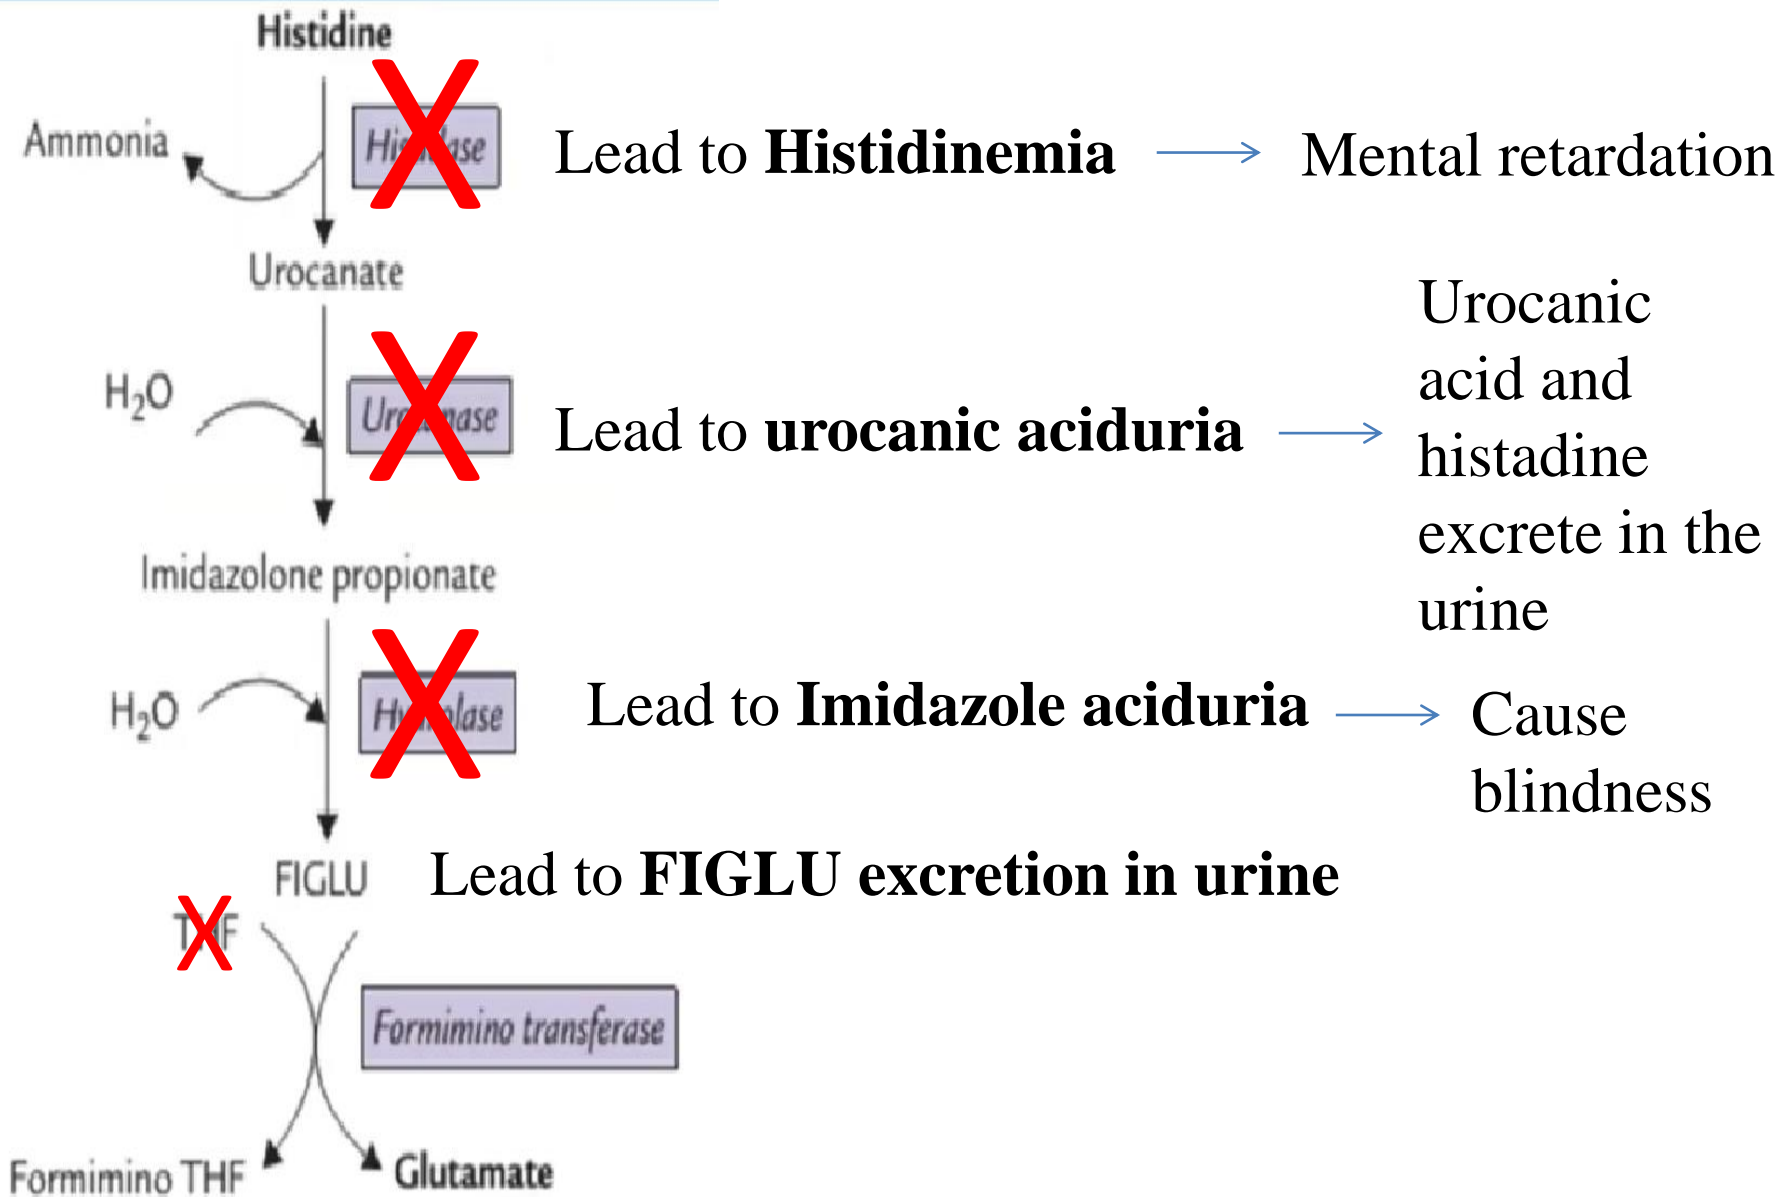 Histidine
Ammonia
Lead to Histidinemia
Mental retardation
Urocanate
H₂O
Lead to urocanic aciduria
Urocanic
acid and
histadine
excrete in the
urine
Imidazolone propionate
H₂O
Lead to Imidazole aciduria
Cause
blindness
FIGLU
Lead to FIGLU excretion in urine
THF
Formimino transferase
Formimino THF
Glutamate